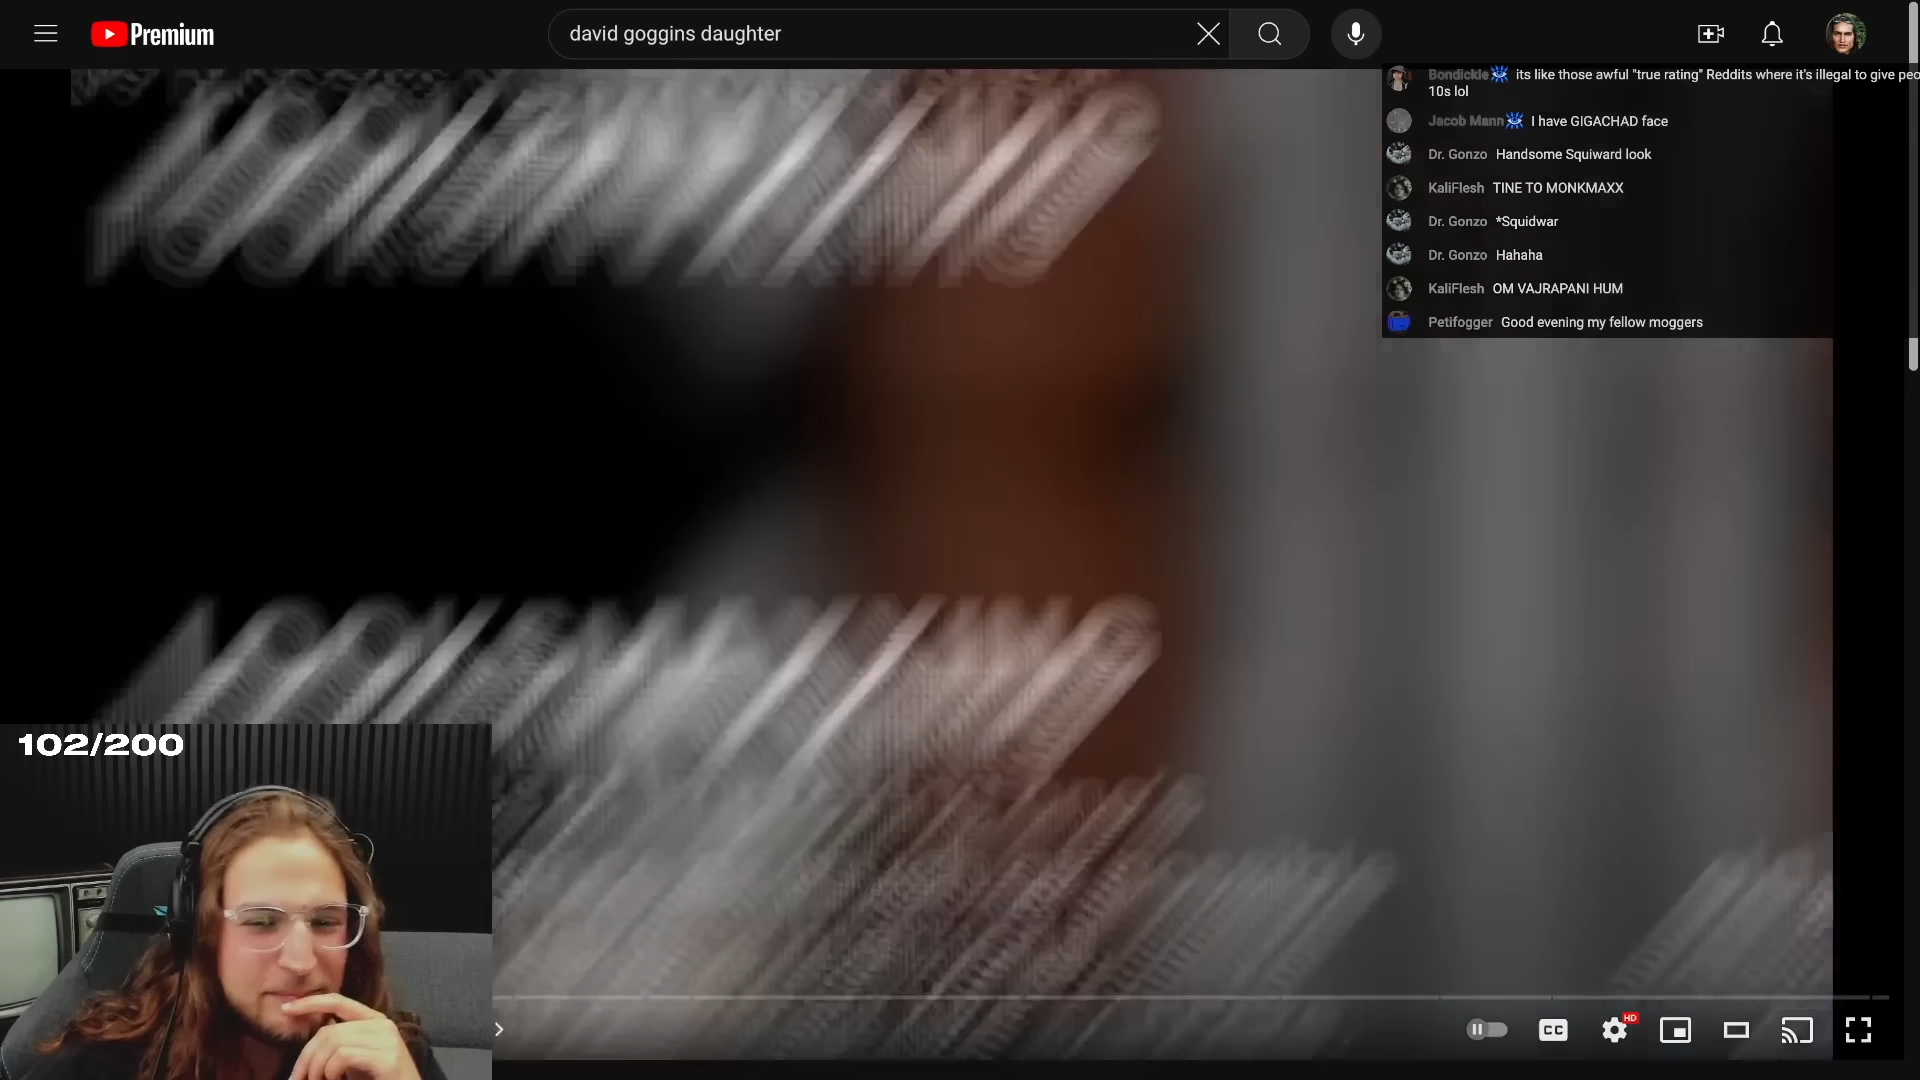 Premium
david goggins daughter
Bondickle its like those awful "true rating" Reddits where it's illegal to give peo
10s lol
Jacob Mann I have GIGACHAD face
Dr. Gonzo Handsome Squiward look
KaliFlesh TINE TO MONKMAXX
Dr. Gonzo *Squidwar
Dr. Gonzo Hahaha
KaliFlesh OM VAJRAPANI HUM
Petifogger Good evening my fellow moggers
102/200
CC
HD